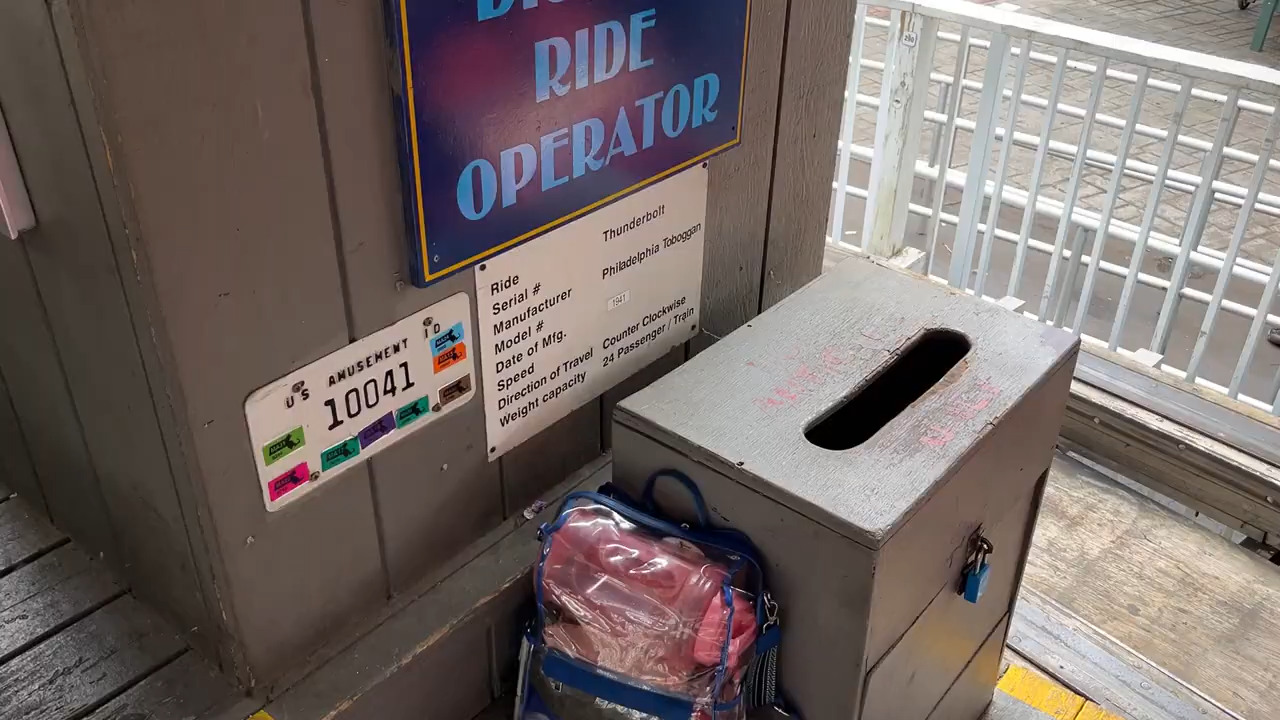 RIDE
OPERATOR
Ride Thunderbolt
Serial #
Manufacturer Philadelphia Toboggan
Model #
Date of Mfg. 1941
Speed
Direction of Travel Counter Clockwise
Weight capacity 24 Passenger / Train
US AMUSEMENT ID
10041